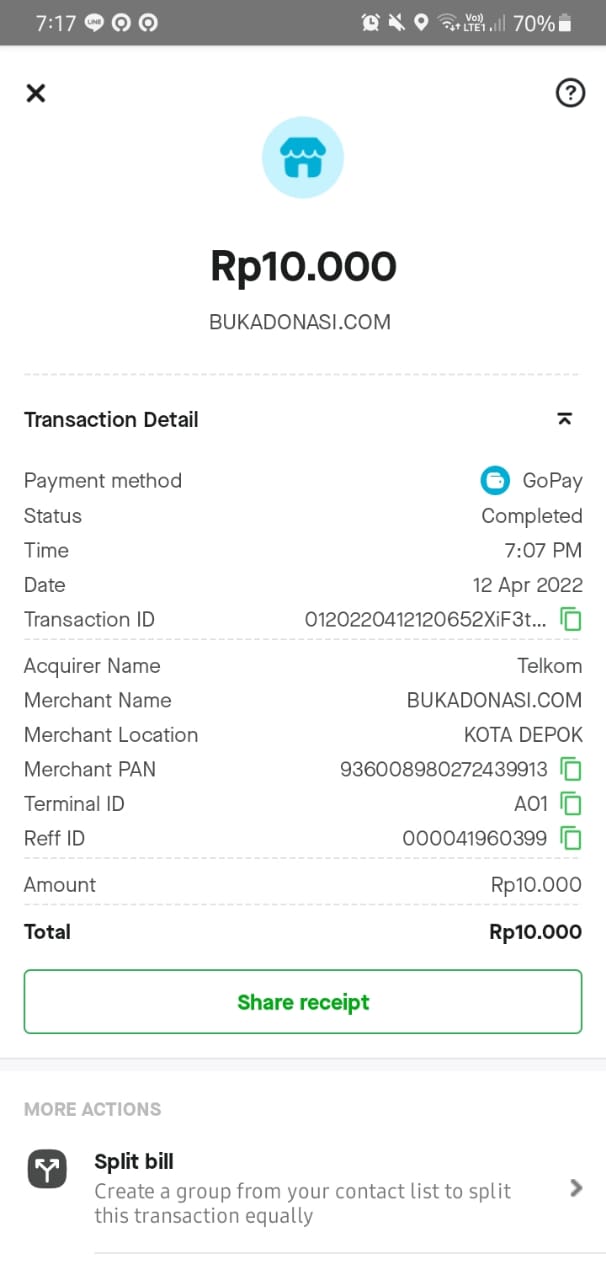 7:17 LINE Vo)) LTE1 70%
Rp10.000
BUKADONASI.COM
Transaction Detail
Payment method GoPay
Status Completed
Time 7:07 PM
Date 12 Apr 2022
Transaction ID 0120220412120652XiF3t...
Acquirer Name Telkom
Merchant Name BUKADONASI.COM
Merchant Location KOTA DEPOK
Merchant PAN 936008980272439913
Terminal ID A01
Reff ID 000041960399
Amount Rp10.000
Total Rp10.000
Share receipt
MORE ACTIONS
Split bill
Create a group from your contact list to split
this transaction equally